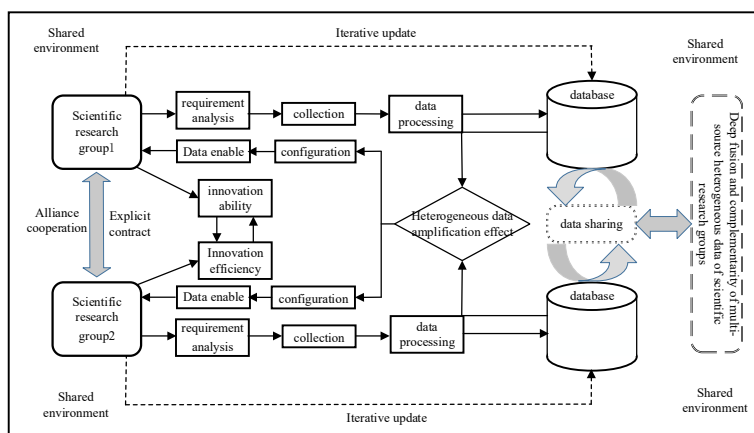 Shared
environment
Iterative update
Shared
environment
Scientific
research
group1
requirement
analysis
collection
data
processing
database
Data enable
configuration
innovation
ability
Alliance
cooperation
Explicit
contract
Heterogeneous data
amplification effect
data sharing
Deep fusion and complementarity of multi-
source heterogeneous data of scientific
research groups
Innovation
efficiency
Scientific
research
group2
Data enable
configuration
database
requirement
analysis
collection
data
processing
Shared
environment
Iterative update
Shared
environment